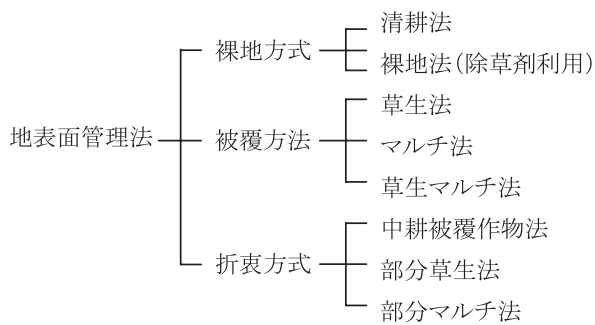 地表面管理法
裸地方式
清耕法
裸地法(除草剤利用)
被覆方法
草生法
マルチ法
草生マルチ法
折衷方式
中耕被覆作物法
部分草生法
部分マルチ法